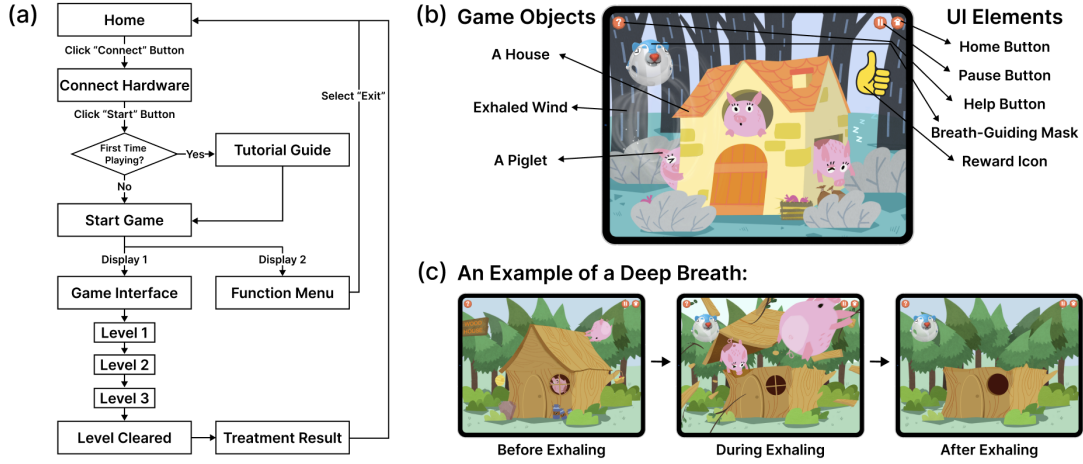 (a)
Home
Click "Connect" Button
Connect Hardware
Click "Start" Button
First Time
Playing?
Yes
Tutorial Guide
No
Start Game
Display 1
Display 2
Game Interface
Function Menu
Select "Exit"
Level 1
Level 2
Level 3
Level Cleared
Treatment Result
(b) Game Objects
UI Elements
A House
Exhaled Wind
A Piglet
?
z
z
z
Home Button
Pause Button
Help Button
Breath-Guiding Mask
Reward Icon
(c) An Example of a Deep Breath:
?
?
?
Before Exhaling
During Exhaling
After Exhaling